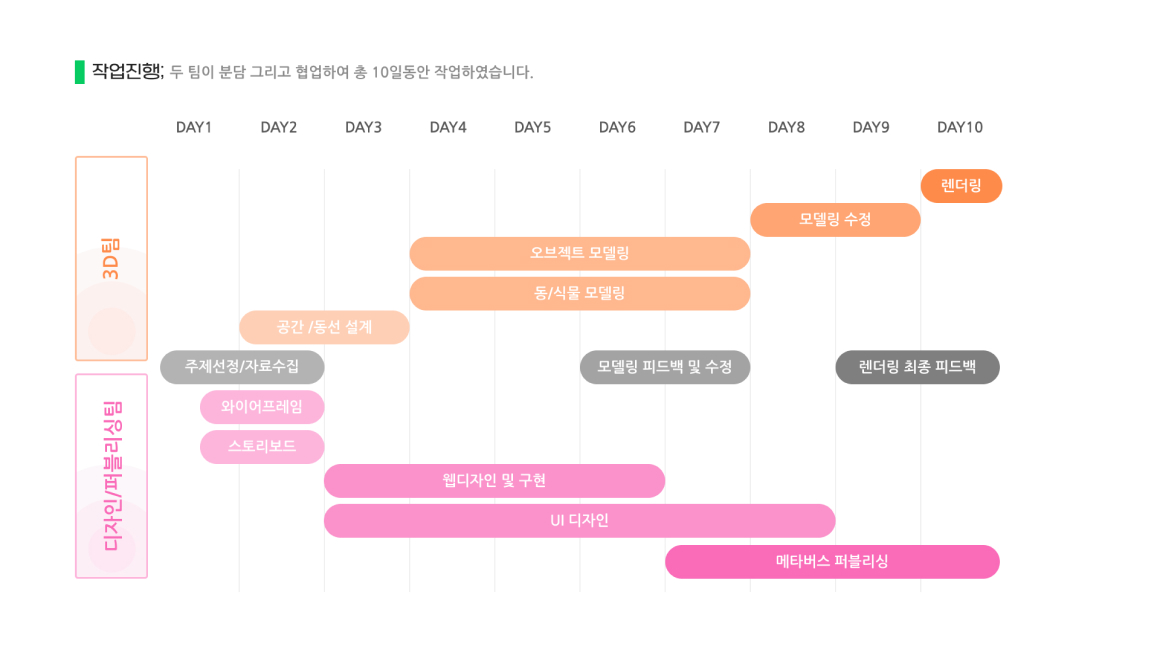 작업진행; 두 팀이 분담 그리고 협업하여 총 10일동안 작업하였습니다.
DAY1 DAY2 DAY3 DAY4 DAY5 DAY6 DAY7 DAY8 DAY9 DAY10
3D팀
렌더링
모델링 수정
오브젝트 모델링
동/식물 모델링
공간 /동선 설계
주제선정/자료수집 모델링 피드백 및 수정 렌더링 최종 피드백
디자인/퍼블리싱팀
와이어프레임
스토리보드
웹디자인 및 구현
UI 디자인
메타버스 퍼블리싱